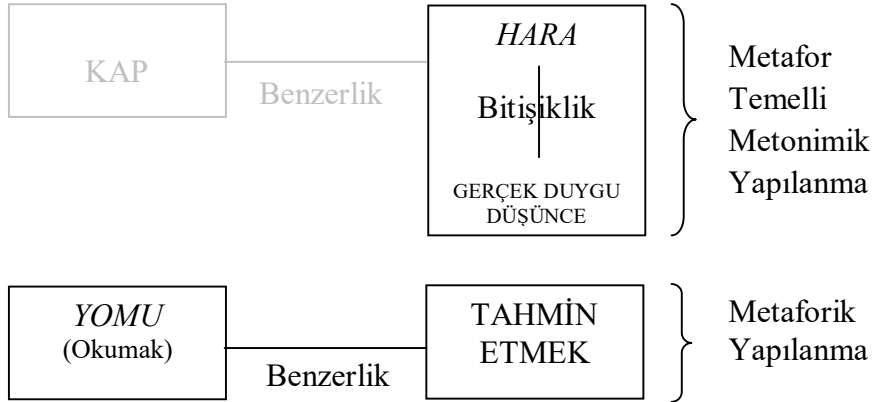 KAP
Benzerlik
HARA
Bitişiklik
GERÇEK DUYGU
DÜŞÜNCE
Metafor
Temelli
Metonimik
Yapılanma
YOMU
(Okumak)
Benzerlik
TAHMİN
ETMEK
Metaforik
Yapılanma